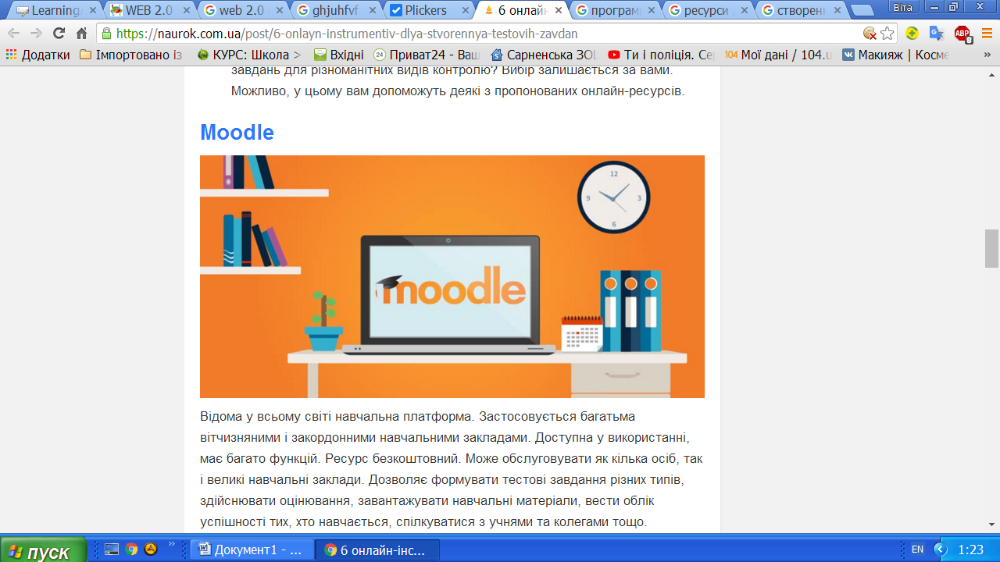 Learning
WEB 2.0
web 2.0
ghjuhfvf
Plickers
6 онлайн
програм
ресурси
створен
Віта
https://naurok.com.ua/post/6-onlayn-instrumentiv-dlya-stvorennya-testovih-zavdan
ABP
8
Додатки
Імпортовано із
КУРС: Школа >
Вхідні
24
Приват24 - Ваш
Сарненська ЗОШ
Ти і поліція. Се
104
Мої дані / 104.u
Макияж | Косме
»
завдань для різноманітних видів контролю? Вибір залишається за вами.
Можливо, у цьому вам допоможуть деякі з пропонованих онлайн-ресурсів.
Moodle
12
9
3
6
moodle
Відома у всьому світі навчальна платформа. Застосовується багатьма
вітчизняними і закордонними навчальними закладами. Доступна у використанні,
має багато функцій. Ресурс безкоштовний. Може обслуговувати як кілька осіб, так
і великі навчальні заклади. Дозволяє формувати тестові завдання різних типів,
здійснювати оцінювання, завантажувати навчальні матеріали, вести облік
успішності тих, хто навчається, спілкуватися з учнями та колегами тощо.
пуск
»
Документ1 - ...
6 онлайн-інс...
EN
1:23